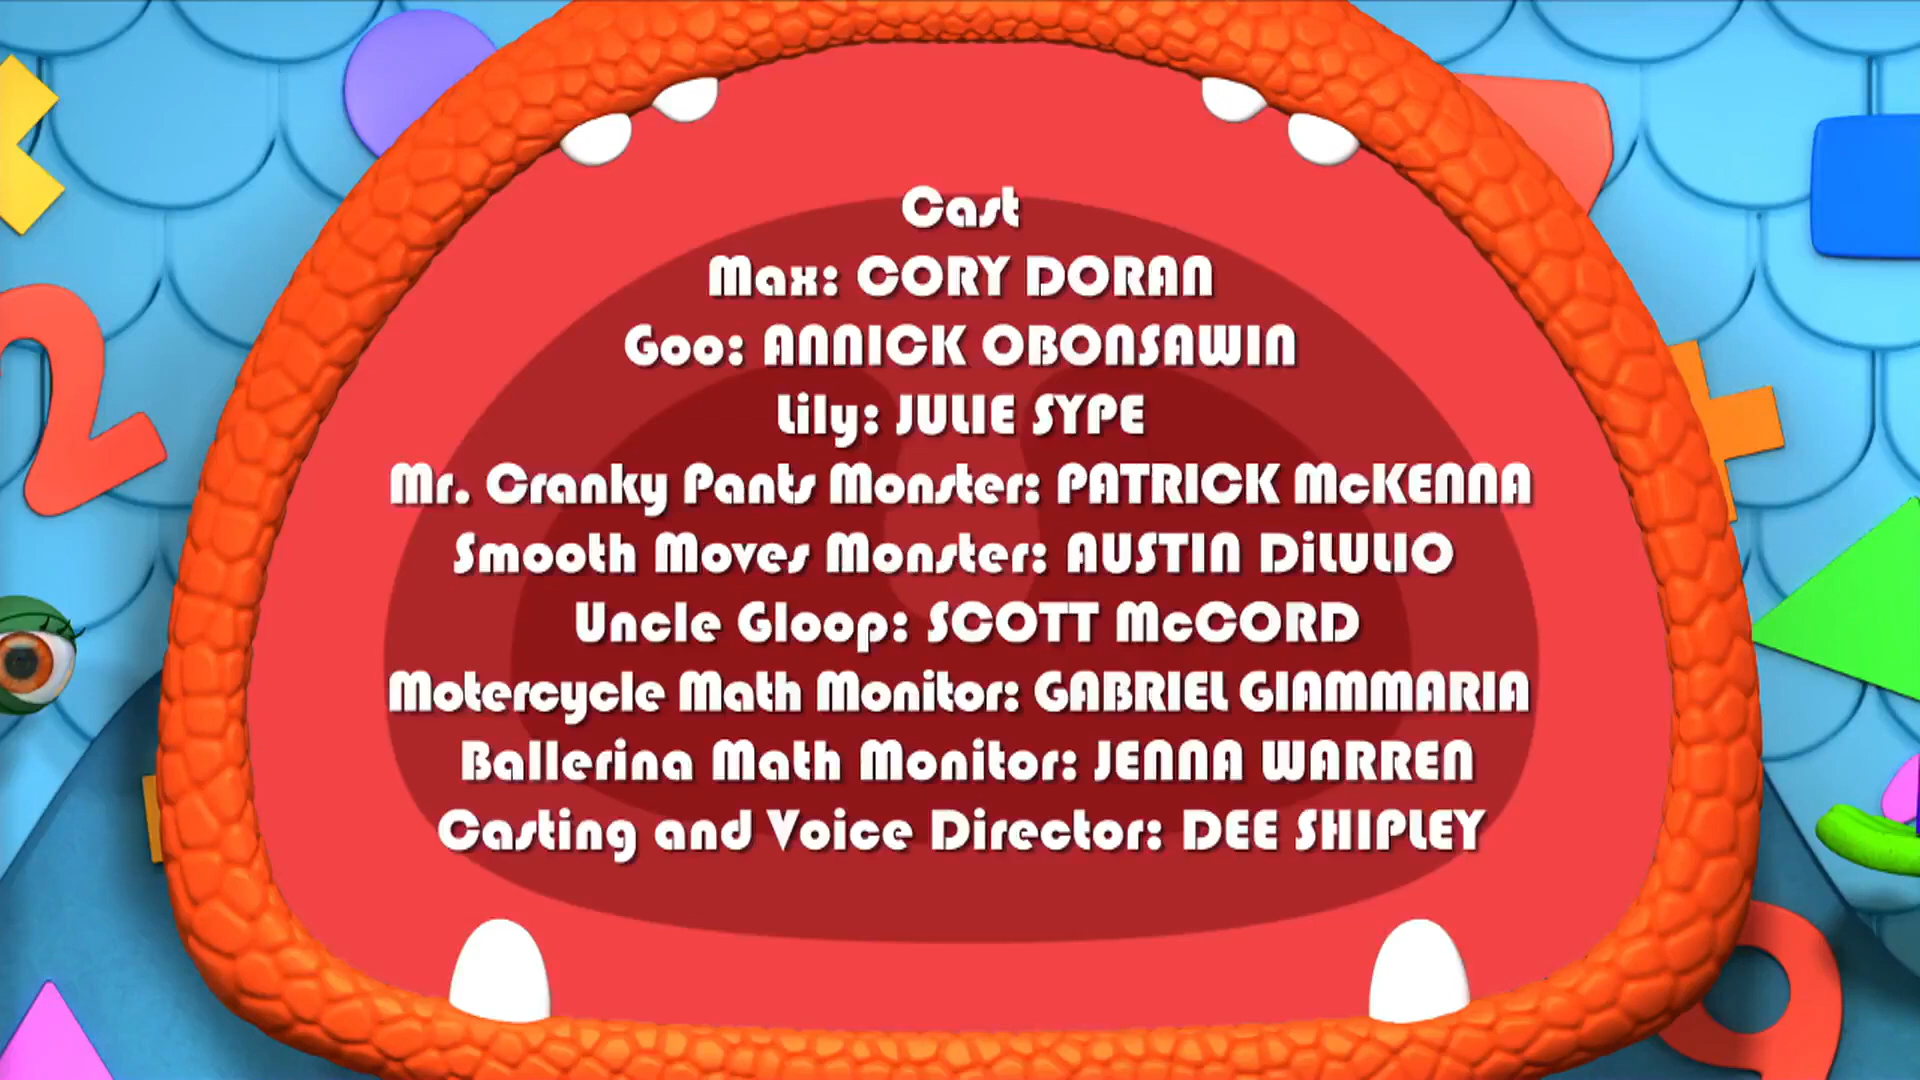 Cast
Max: CORY DORAN
Goo: ANNICK OBONSAWIN
Lily: JULIE SYPE
Mr. Cranky Pants Monster: PATRICK McKENNA
Smooth Moves Monster: AUSTIN DiLULIO
Uncle Gloop: SCOTT McCORD
Motercycle Math Monitor: GABRIEL GIAMMARIA
Ballerina Math Monitor: JENNA WARREN
Casting and Voice Director: DEE SHIPLEY
2
9